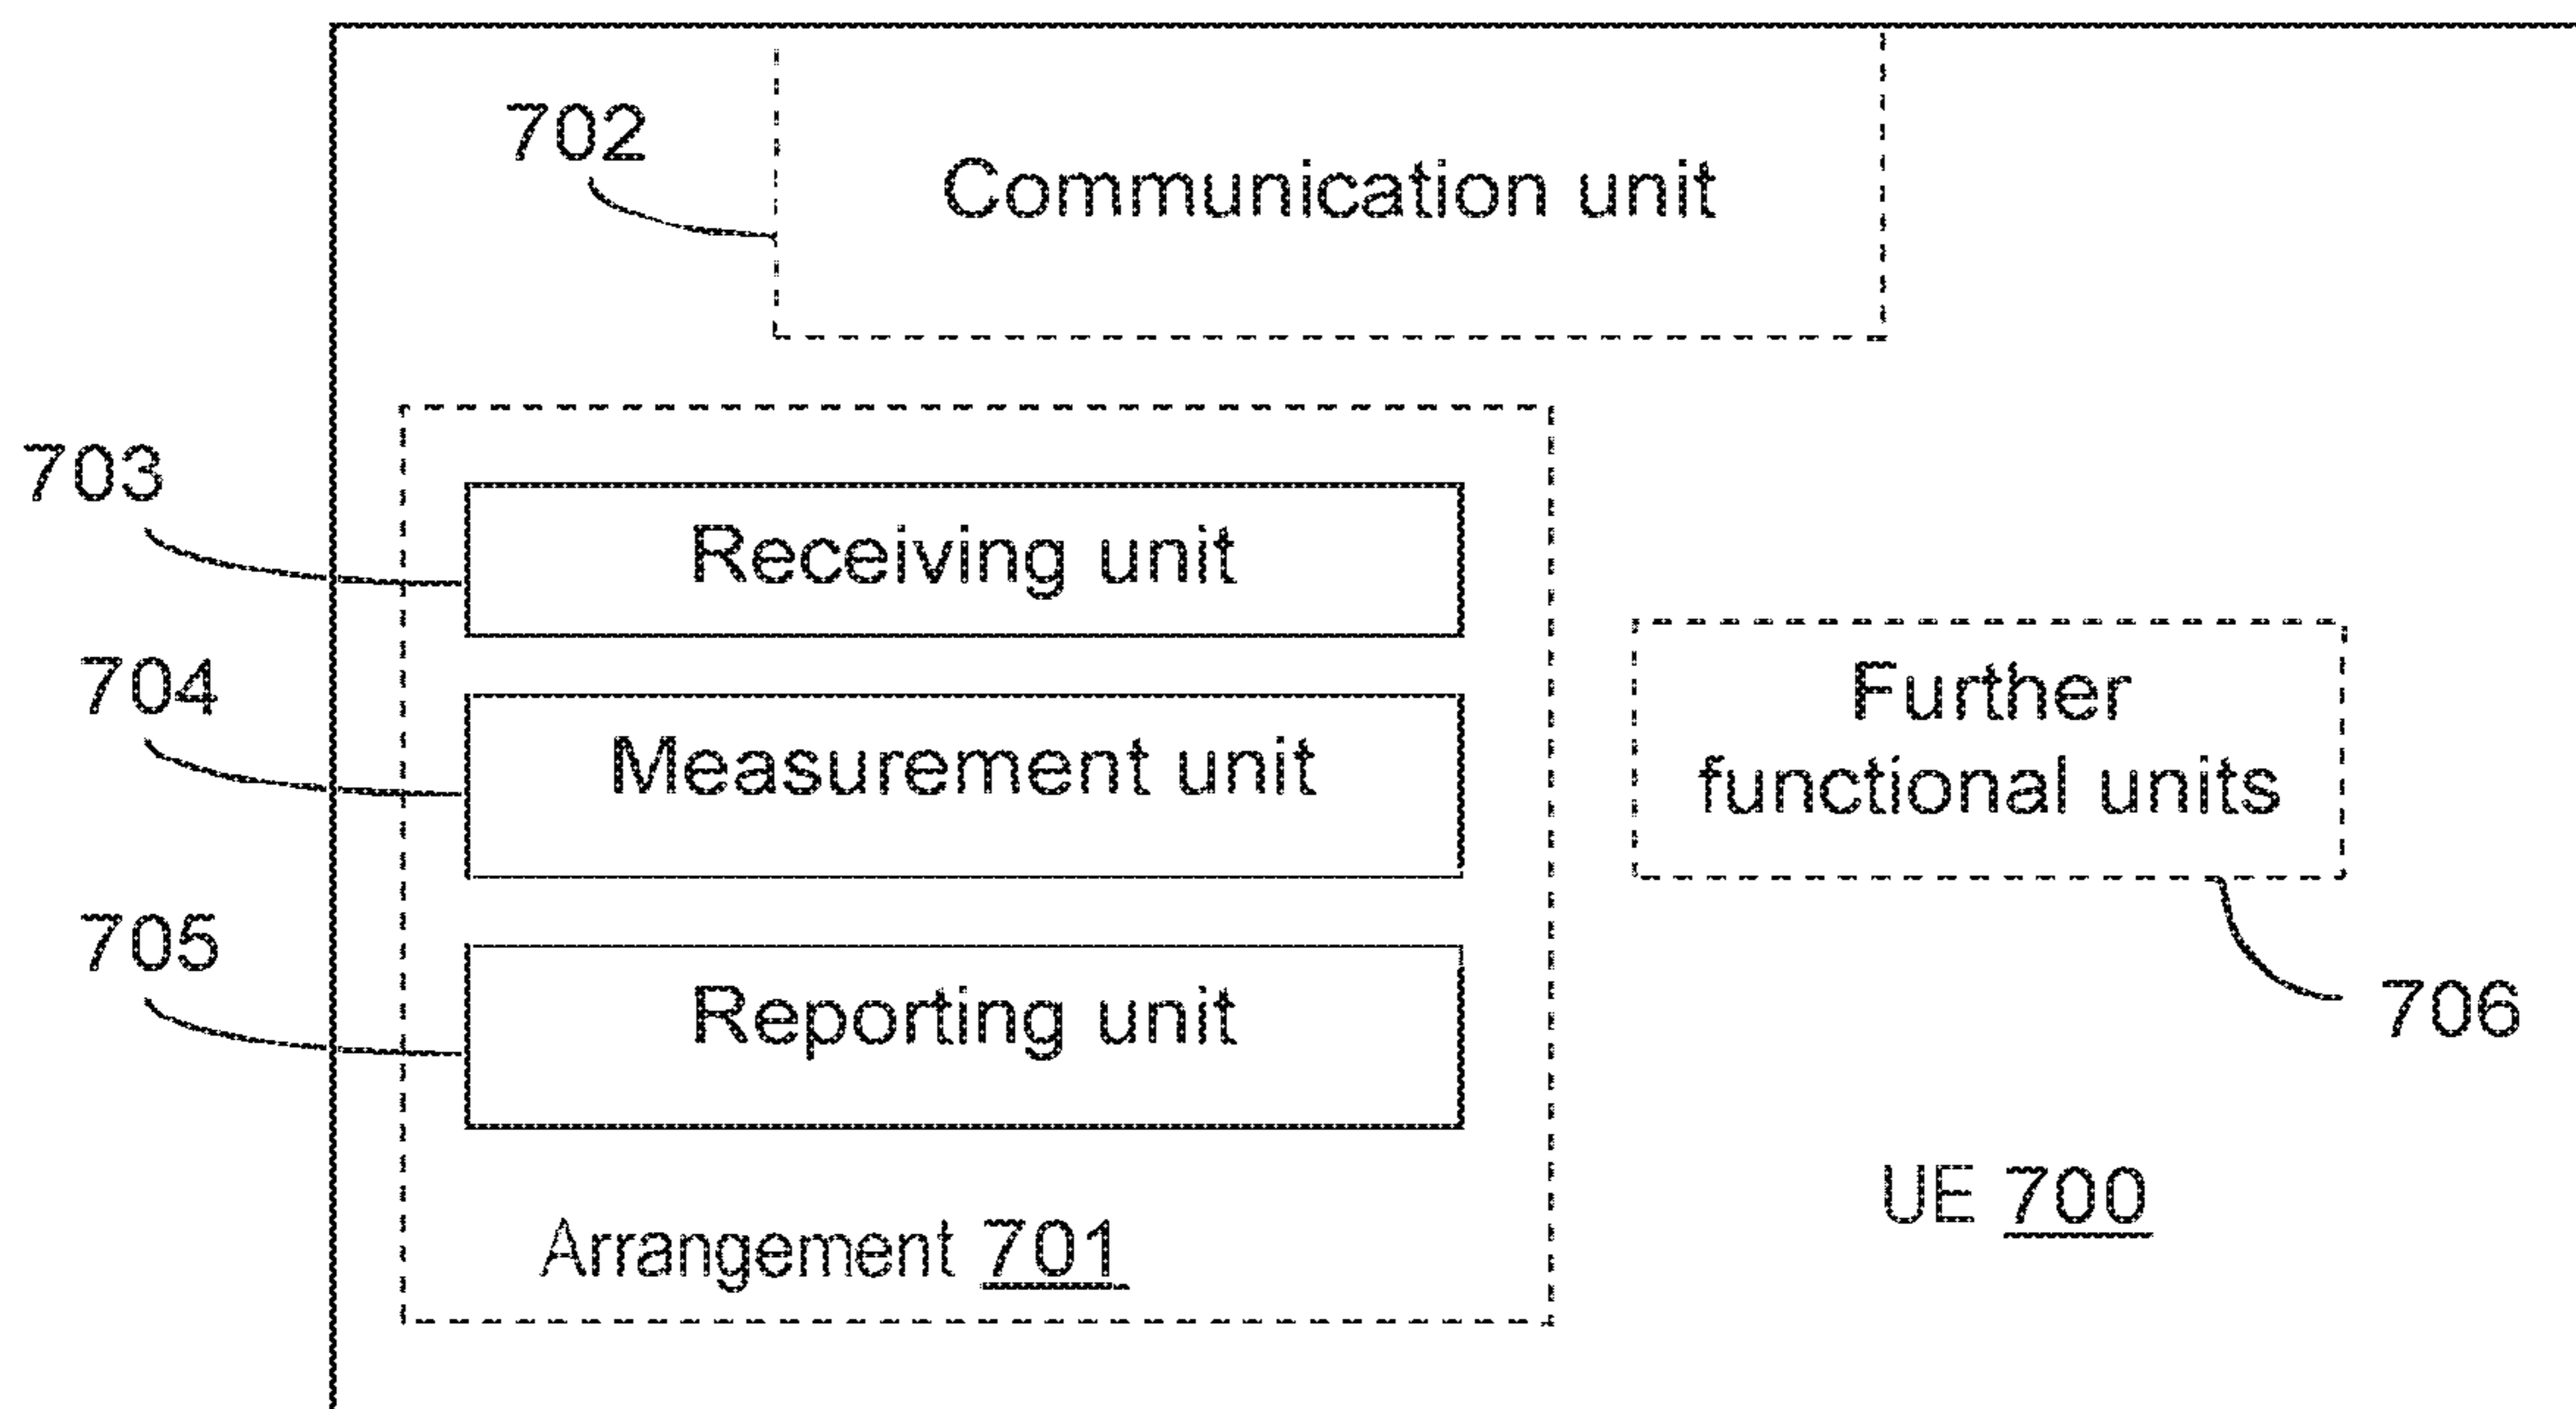 702
Communication unit
703
Receiving unit
704
Measurement unit
Further
functional units
705
Reporting unit
706
UE 700
Arrangement 701